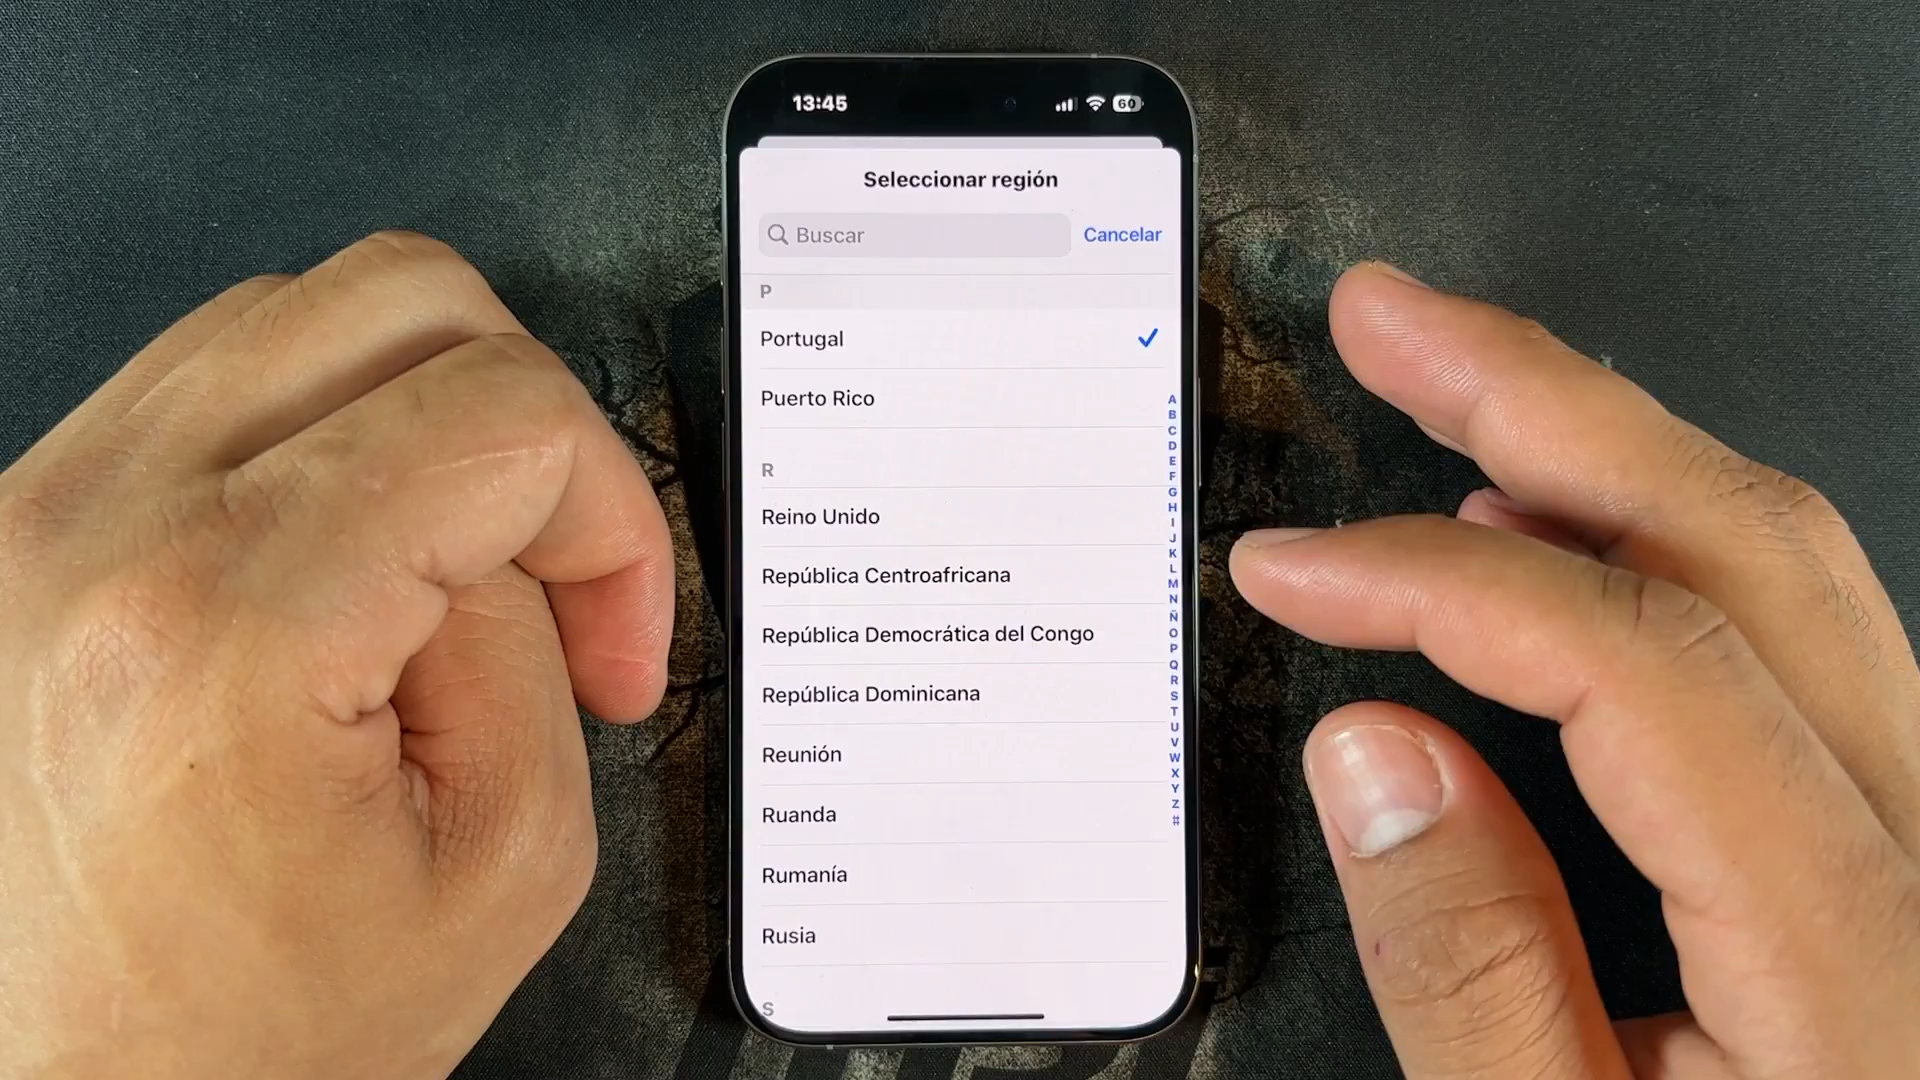 13:45
60
Seleccionar región
Buscar
Cancelar
P
Portugal
Puerto Rico
R
Reino Unido
República Centroafricana
República Democrática del Congo
República Dominicana
Reunión
Ruanda
Rumanía
Rusia
S
A
B
C
D
E
F
G
H
I
J
K
L
M
N
Ñ
O
P
Q
R
S
T
U
V
W
X
Y
Z
#